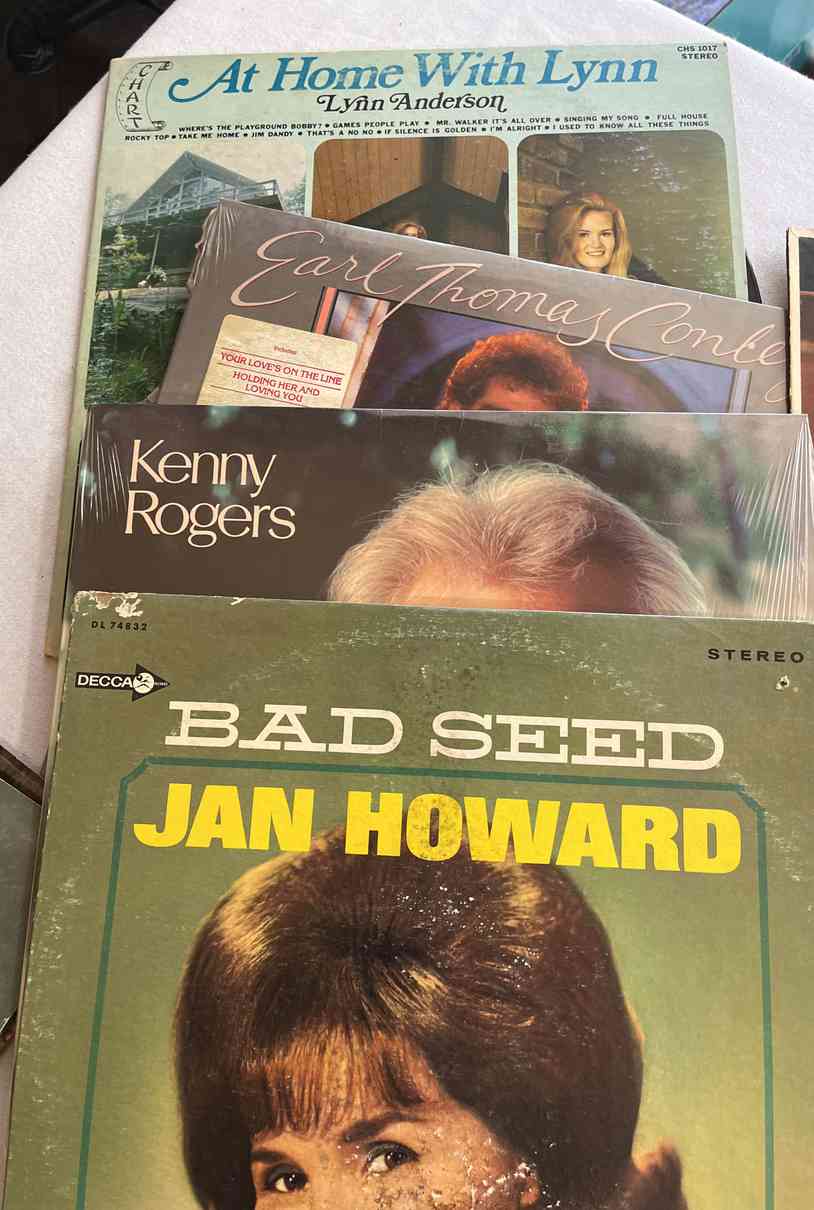 CHART
At Home With Lynn
Lynn Anderson
CHS 1017
STEREO
WHERE'S THE PLAYGROUND BOBBY? • GAMES PEOPLE PLAY • MR. WALKER IT'S ALL OVER • SINGING MY SONG • FULL HOUSE
ROCKY TOP • TAKE ME HOME • JIM DANDY • THAT'S A NO NO • IF SILENCE IS GOLDEN • I'M ALRIGHT • I USED TO KNOW ALL THESE THINGS
Earl Thomas Conle
Includes
YOUR LOVE'S ON THE LINE
HOLDING HER AND
LOVING YOU
Kenny
Rogers
DL 74832
STEREO
DECCA
BAD SEED
JAN HOWARD